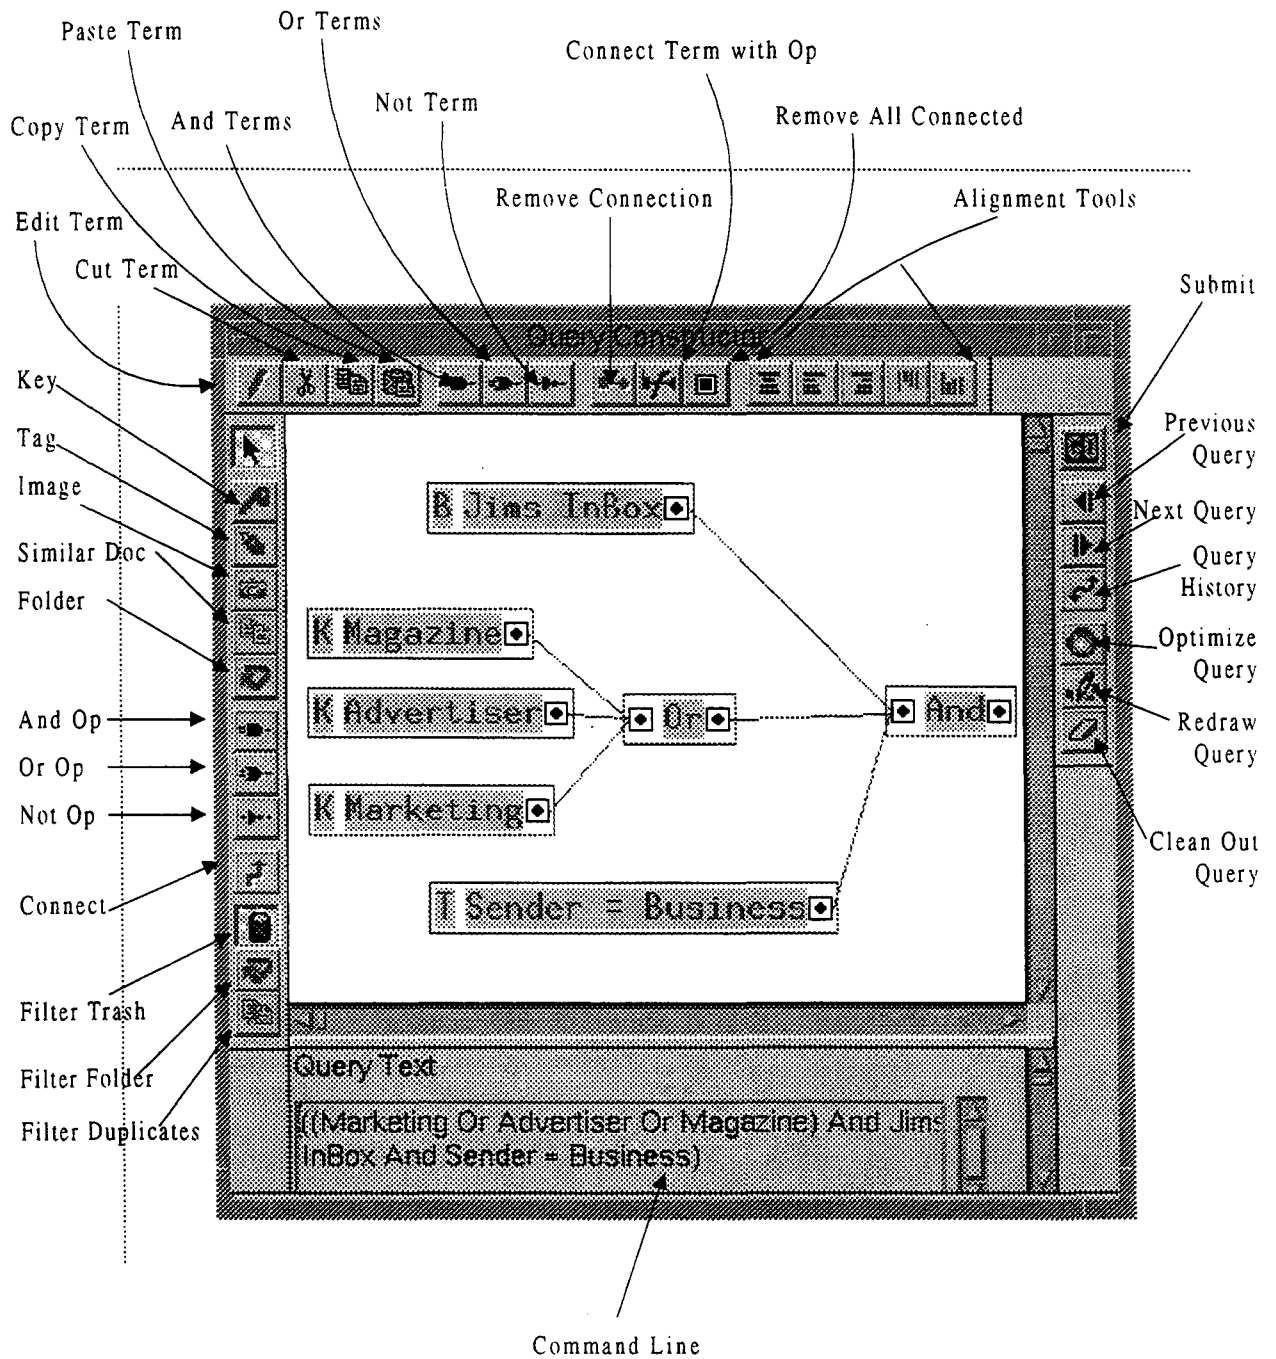 Or Terms
Paste Term
Connect Term with Op
Not Term
Copy Term
And Terms
Remove All Connected
Remove Connection
Alignment Tools
Edit Term
Cut Term
Submit
Query Constructor
Key
Tag
Image
Similar Doc
Folder
And Op
Or Op
Not Op
Connect
Filter Trash
Filter Folder
Filter Duplicates
B Jims InBox
K Magazine
K Advertiser
Or
And
K Marketing
T Sender = Business
Previous
Query
Next Query
Query
History
Optimize
Query
Redraw
Query
Clean Out
Query
Query Text
((Marketing Or Advertiser Or Magazine) And Jims
InBox And Sender = Business)
Command Line